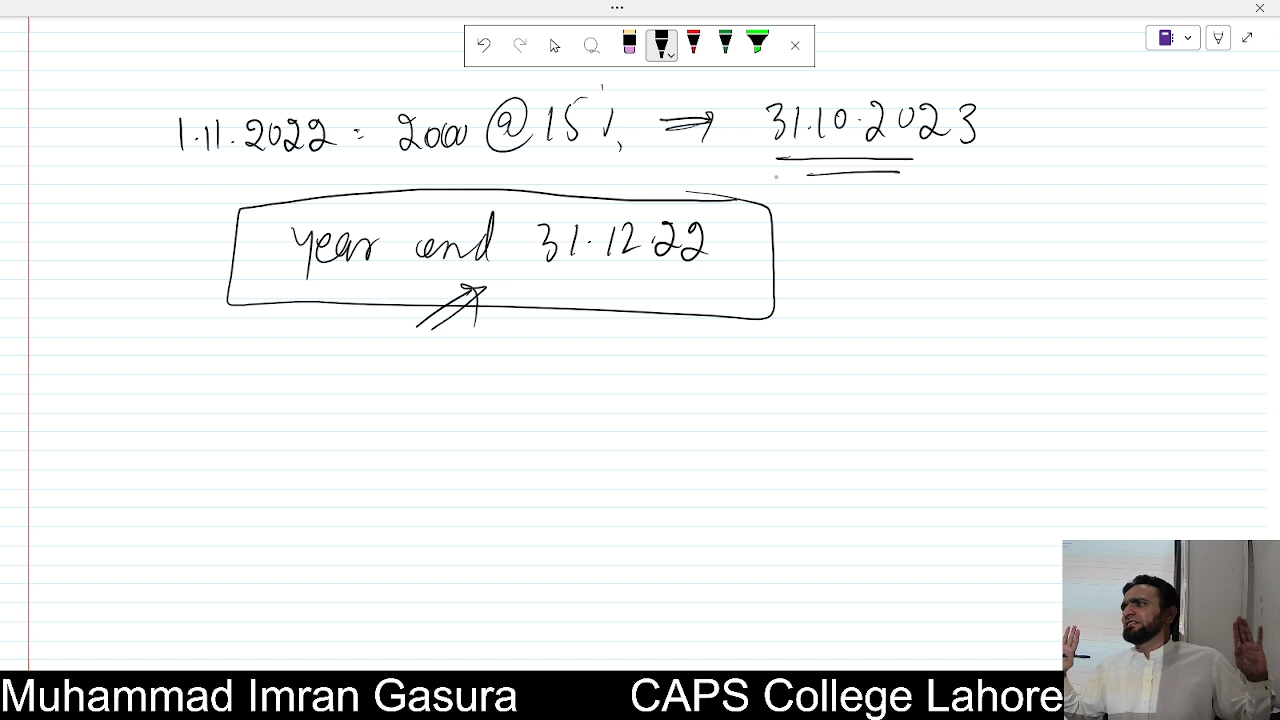 1.11.2022 = 2000 @ 15% ⇒ 31.10.2023
year end 31.12.22
Muhammad Imran Gasura CAPS College Lahore